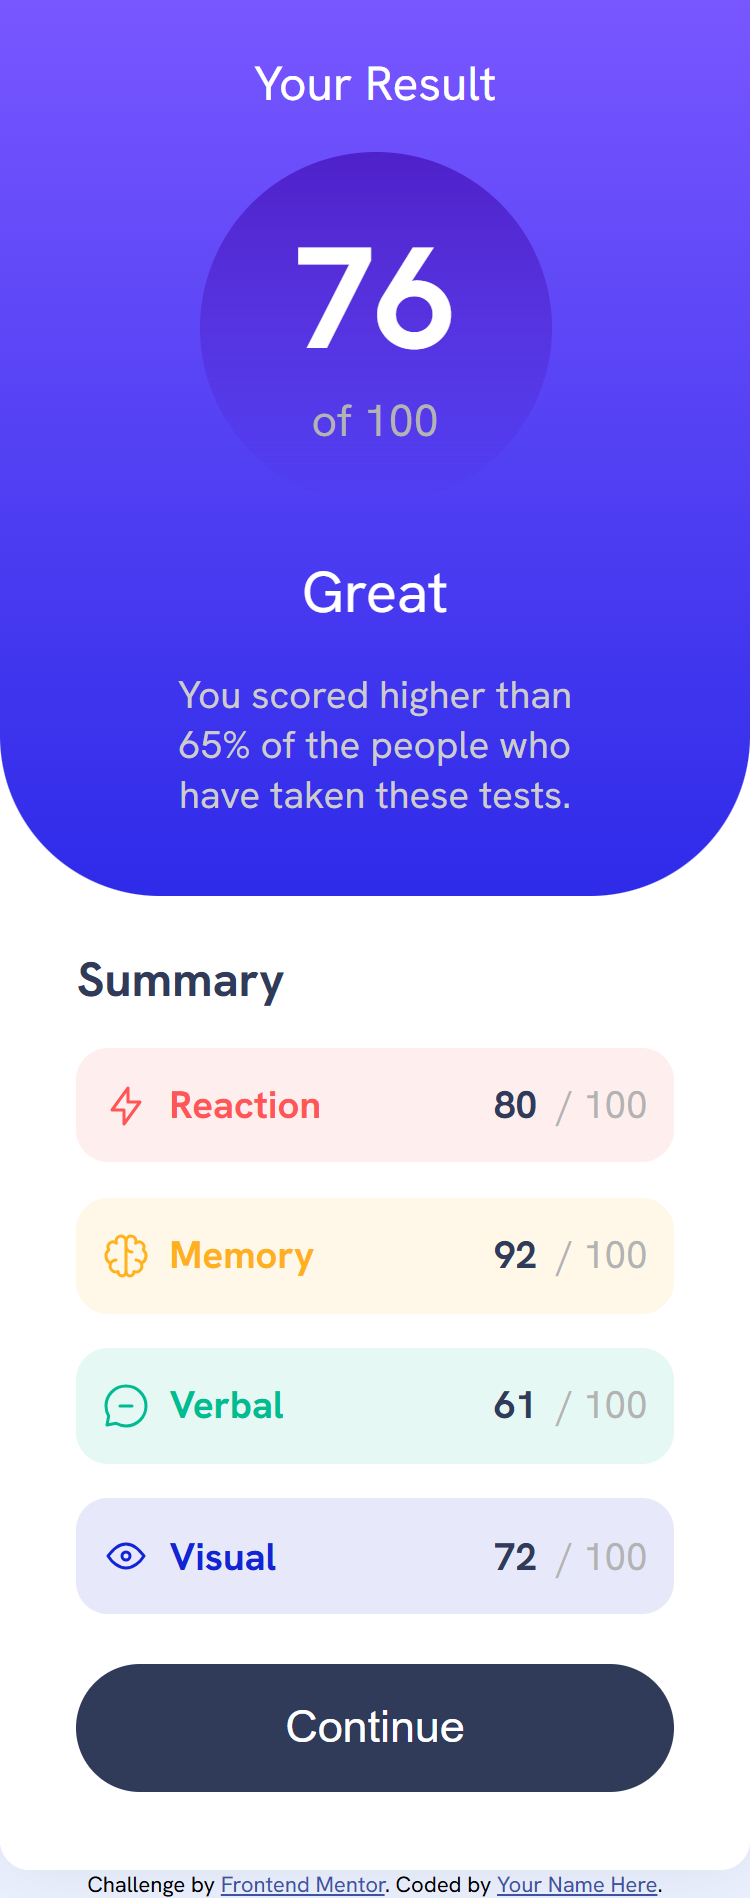 Your Result
76
of 100
Great
You scored higher than
65% of the people who
have taken these tests.
Summary
Reaction 80 / 100
Memory 92 / 100
Verbal 61 / 100
Visual 72 / 100
Continue
Challenge by Frontend Mentor. Coded by Your Name Here.